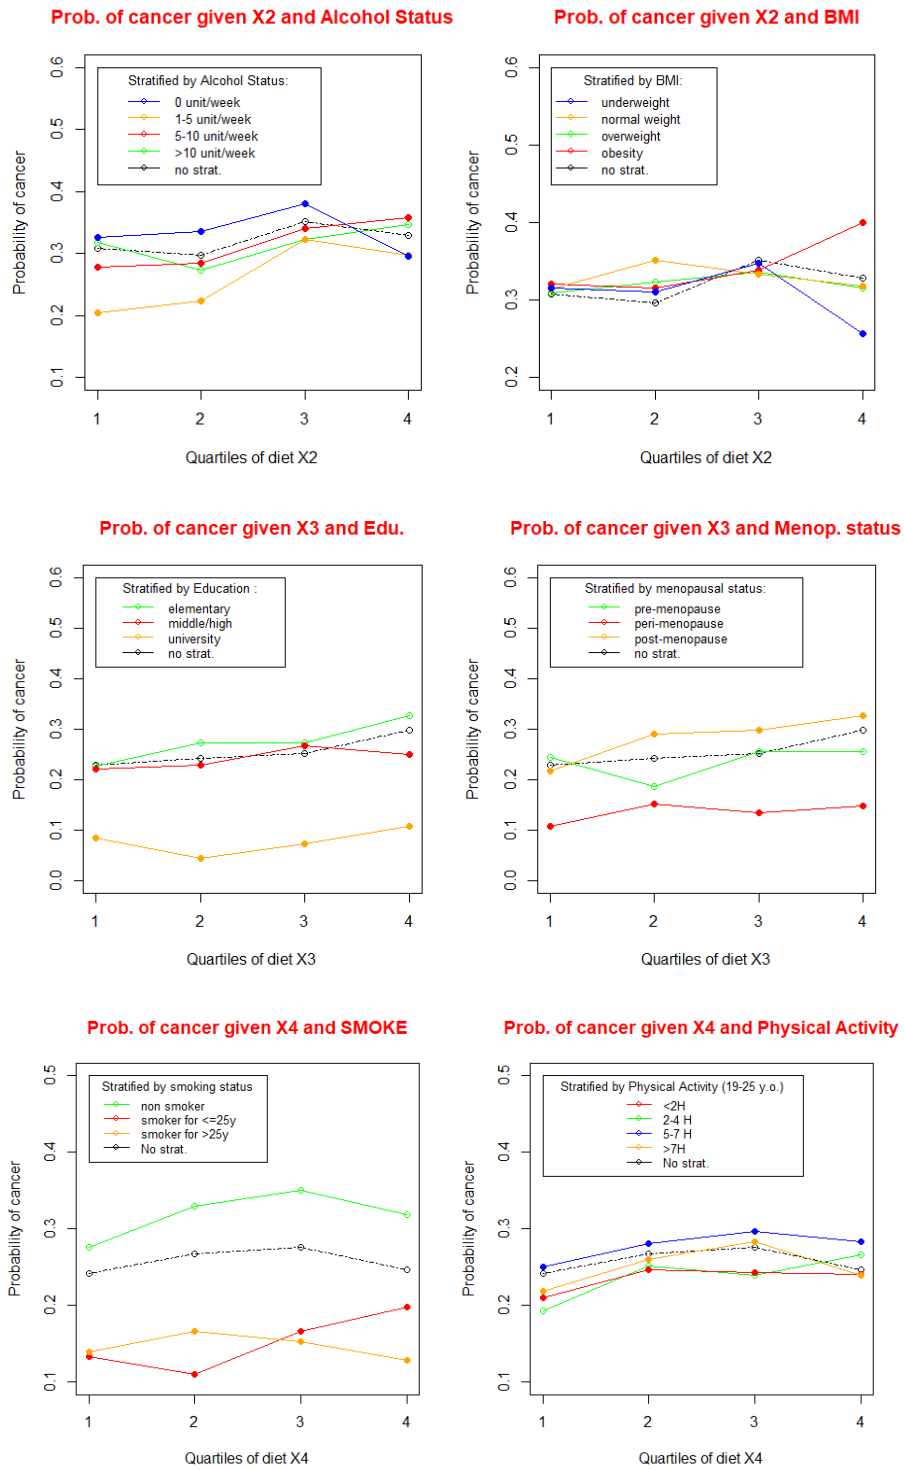 Prob. of cancer given X2 and Alcohol Status
Stratified by Alcohol Status:
0 unit/week
1-5 unit/week
5-10 unit/week
>10 unit/week
no strat.
Probability of cancer
0.6
0.5
0.4
0.3
0.2
0.1
1 2 3 4
Quartiles of diet X2
Prob. of cancer given X2 and BMI
Stratified by BMI:
underweight
normal weight
overweight
obesity
no strat.
Probability of cancer
0.6
0.5
0.4
0.3
0.2
1 2 3 4
Quartiles of diet X2
Prob. of cancer given X3 and Edu.
Stratified by Education :
elementary
middle/high
university
no strat.
Probability of cancer
0.6
0.5
0.4
0.3
0.2
0.1
0.0
1 2 3 4
Quartiles of diet X3
Prob. of cancer given X3 and Menop. status
Stratified by menopausal status:
pre-menopause
peri-menopause
post-menopause
no strat.
Probability of cancer
0.6
0.5
0.4
0.3
0.2
0.1
0.0
1 2 3 4
Quartiles of diet X3
Prob. of cancer given X4 and SMOKE
Stratified by smoking status
non smoker
smoker for <=25y
smoker for >25y
No strat.
Probability of cancer
0.5
0.4
0.3
0.2
0.1
1 2 3 4
Quartiles of diet X4
Prob. of cancer given X4 and Physical Activity
Stratified by Physical Activity (19-25 y.o.)
<2H
2-4 H
5-7 H
>7H
No strat.
Probability of cancer
0.5
0.4
0.3
0.2
0.1
1 2 3 4
Quartiles of diet X4